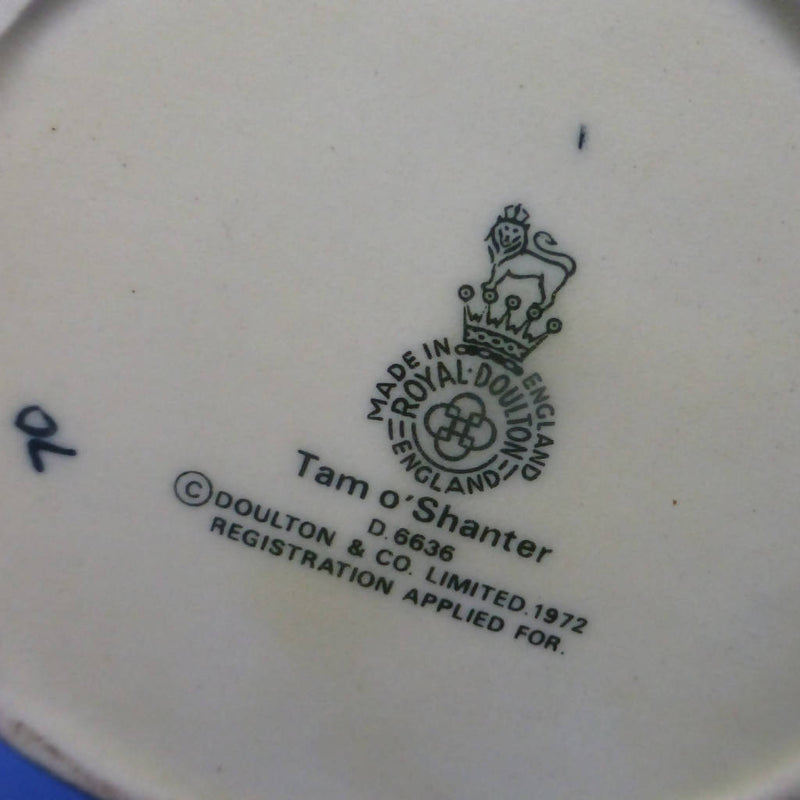 MADE IN ENGLAND
ROYAL·DOULTON
ENGLAND
Tam o'Shanter
D.6636
© DOULTON & CO. LIMITED.1972
REGISTRATION APPLIED FOR.